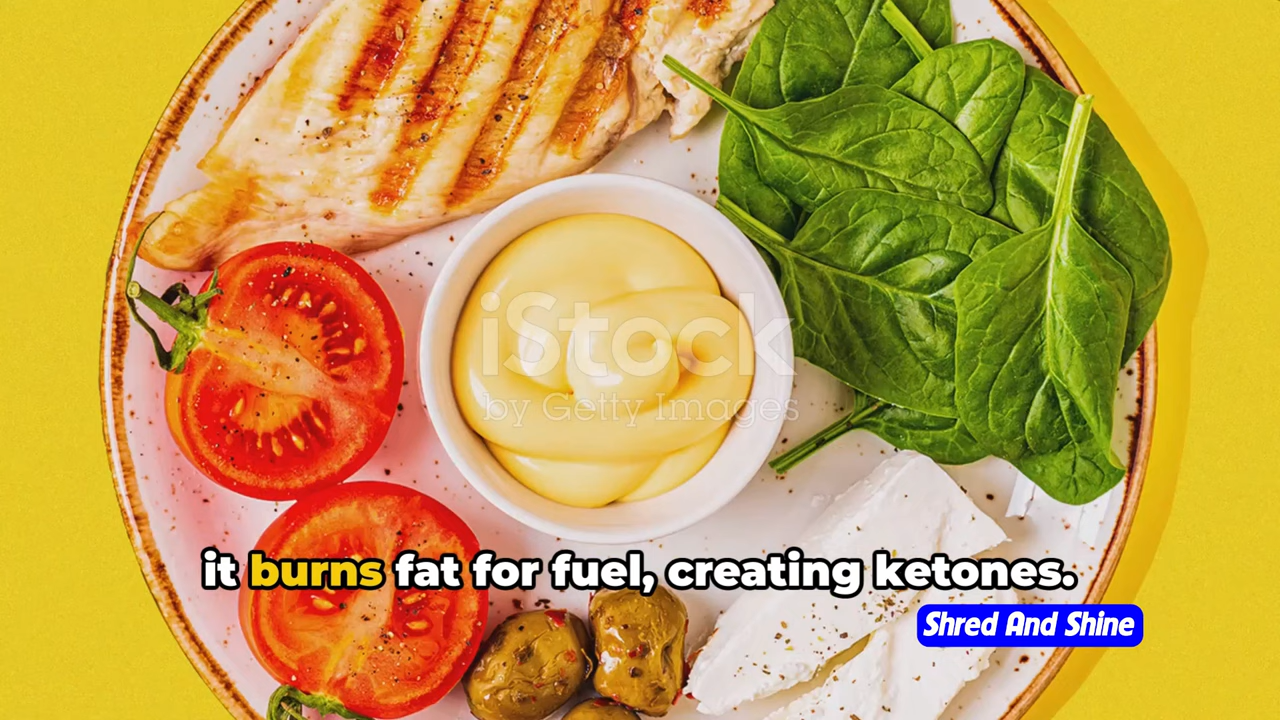 iStock
by Getty Images
it burns fat for fuel, creating ketones.
Shred And Shine